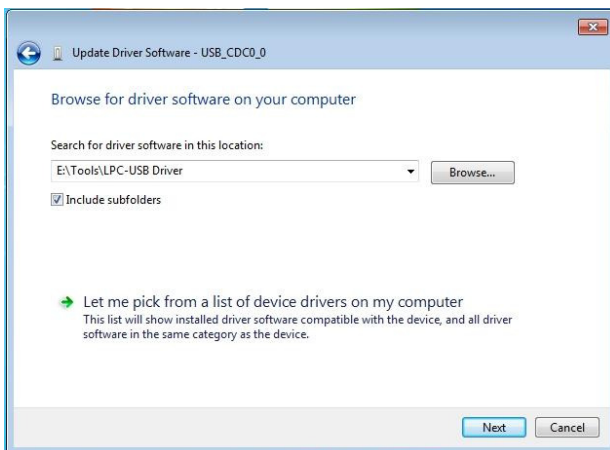 Update Driver Software - USB_CDC0_0
Browse for driver software on your computer
Search for driver software in this location:
E:\Tools\LPC-USB Driver
Browse...
Include subfolders
Let me pick from a list of device drivers on my computer
This list will show installed driver software compatible with the device, and all driver
software in the same category as the device.
Next
Cancel